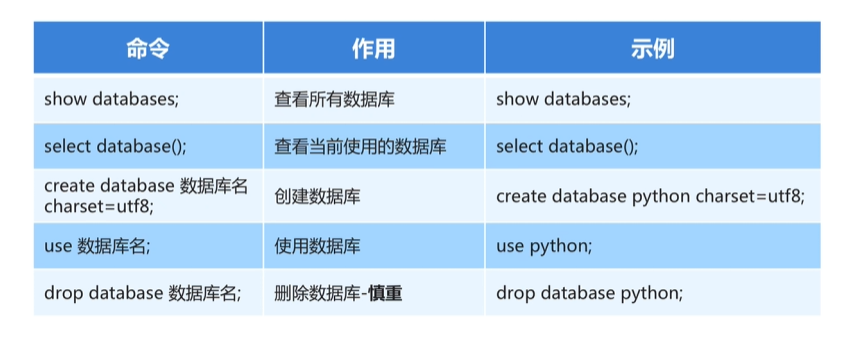 命令 作用 示例
show databases; 查看所有数据库 show databases;
select database(); 查看当前使用的数据库 select database();
create database 数据库名
charset=utf8; 创建数据库 create database python charset=utf8;
use 数据库名; 使用数据库 use python;
drop database 数据库名; 删除数据库-慎重 drop database python;